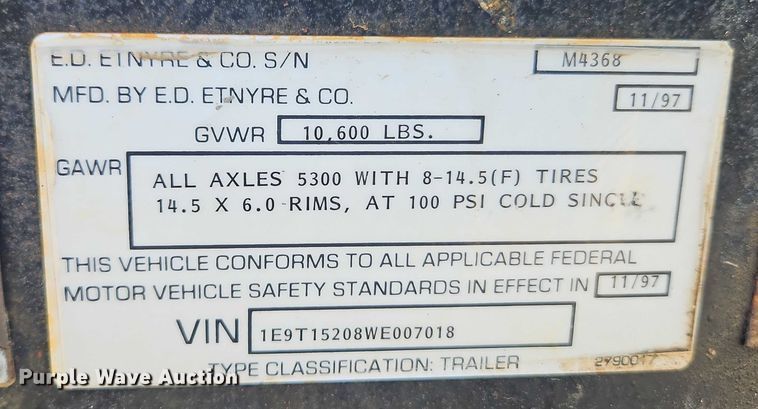 E.D. ETNYRE & CO. S/N M4368
MFD. BY E.D. ETNYRE & CO. 11/97
GVWR 10,600 LBS.
GAWR ALL AXLES 5300 WITH 8-14.5(F) TIRES
14.5 X 6.0 RIMS, AT 100 PSI COLD SINGLE
THIS VEHICLE CONFORMS TO ALL APPLICABLE FEDERAL
MOTOR VEHICLE SAFETY STANDARDS IN EFFECT IN 11/97
VIN 1E9T15208WE007018
TYPE CLASSIFICATION: TRAILER 2790017
Purple Wave Auction